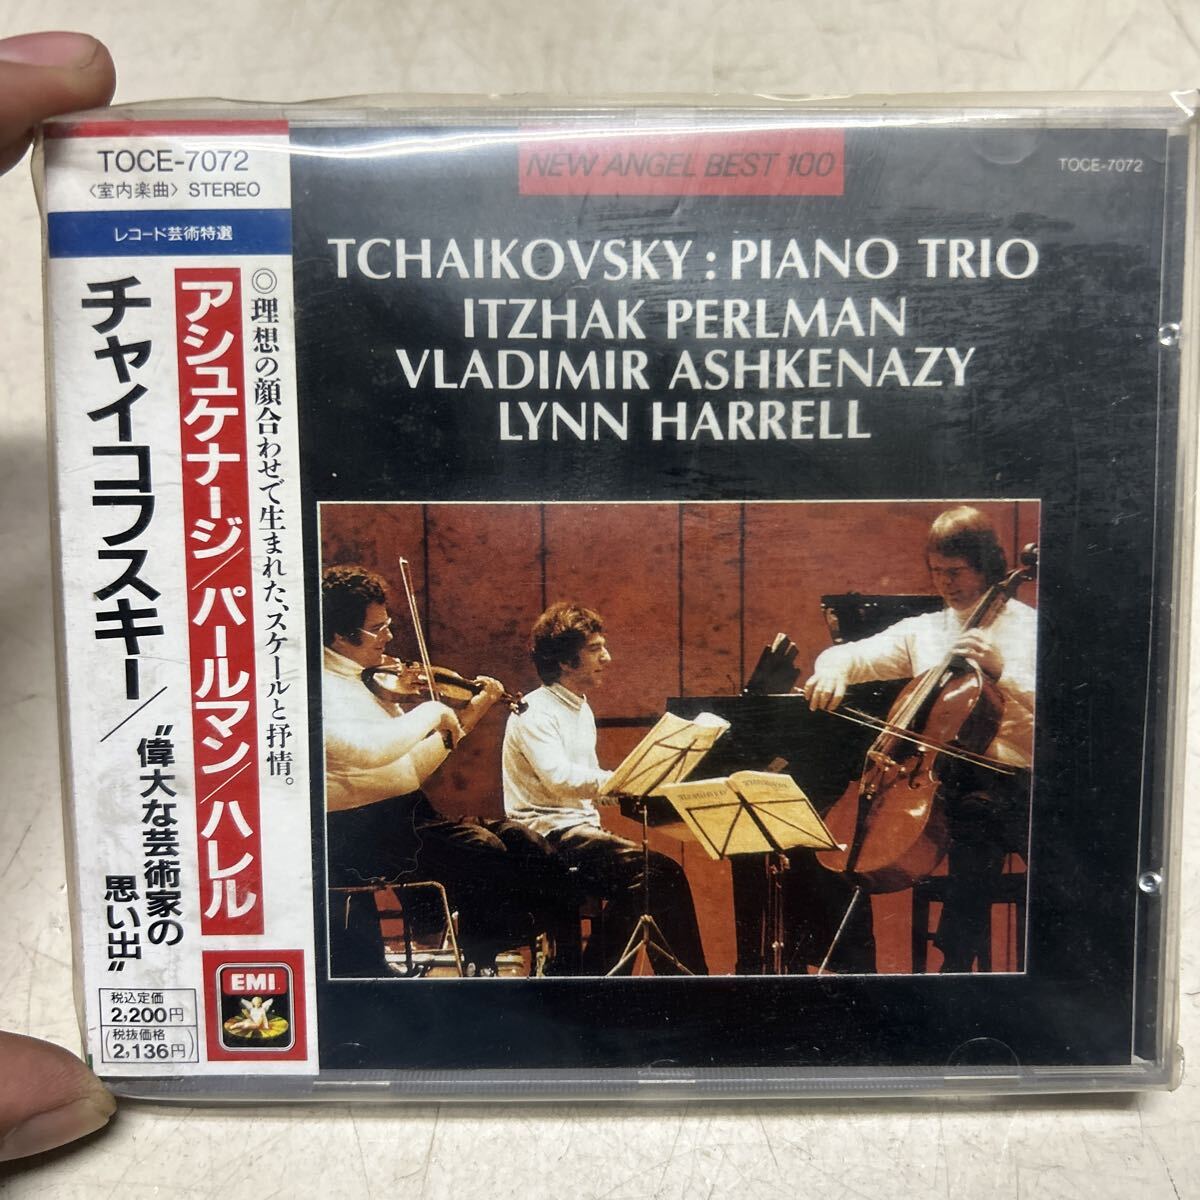 TOCE-7072
〈室内楽曲〉 STEREO
レコード芸術特選
◎理想の顔合わせで生まれた、スケールと抒情。
アシュケナージ/パールマン/ハレル
チャイコフスキー/
“偉大な芸術家の
思い出”
税込定価
2,200円
(税抜価格
2,136円)
EMI
NEW ANGEL BEST 100
TOCE-7072
TCHAIKOVSKY : PIANO TRIO
ITZHAK PERLMAN
VLADIMIR ASHKENAZY
LYNN HARRELL